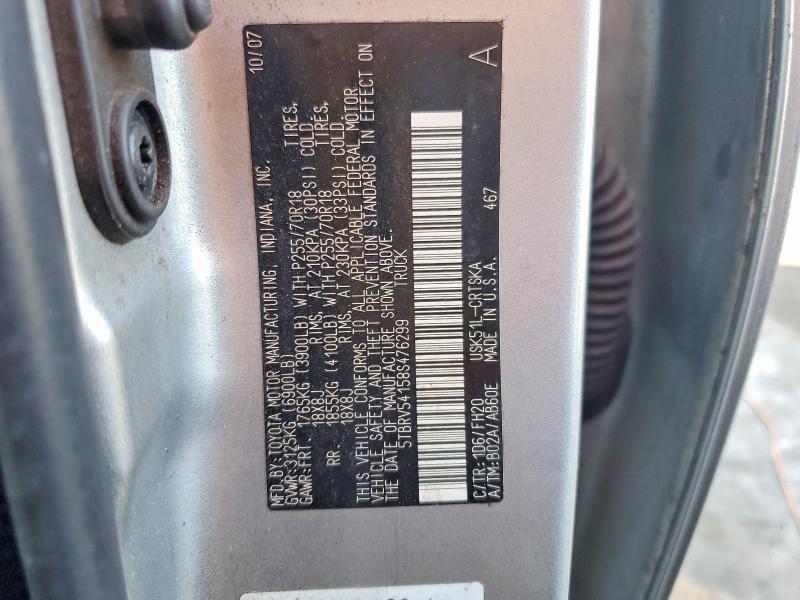 MFD.BY: TOYOTA MOTOR MANUFACTURING, INDIANA, INC. 10/07
GVWR: 3125KG (6900LB)
GAWR: FRT 1765KG (3900LB) WITH P255/70R18 TIRES,
18X8J RIMS, AT 210KPA (30PSI) COLD.
RR 1855KG (4100LB) WITH P255/70R18 TIRES,
18X8J RIMS, AT 230KPA (33PSI) COLD.
THIS VEHICLE CONFORMS TO ALL APPLICABLE FEDERAL MOTOR
VEHICLE SAFETY AND THEFT PREVENTION STANDARDS IN EFFECT ON
THE DATE OF MANUFACTURE SHOWN ABOVE.
5TBRV54158S476299 TRUCK
C/TR: 1D6/FH20 USK51L-CRTSKA 467
A/TM: B02A/AB60E MADE IN U.S.A. A